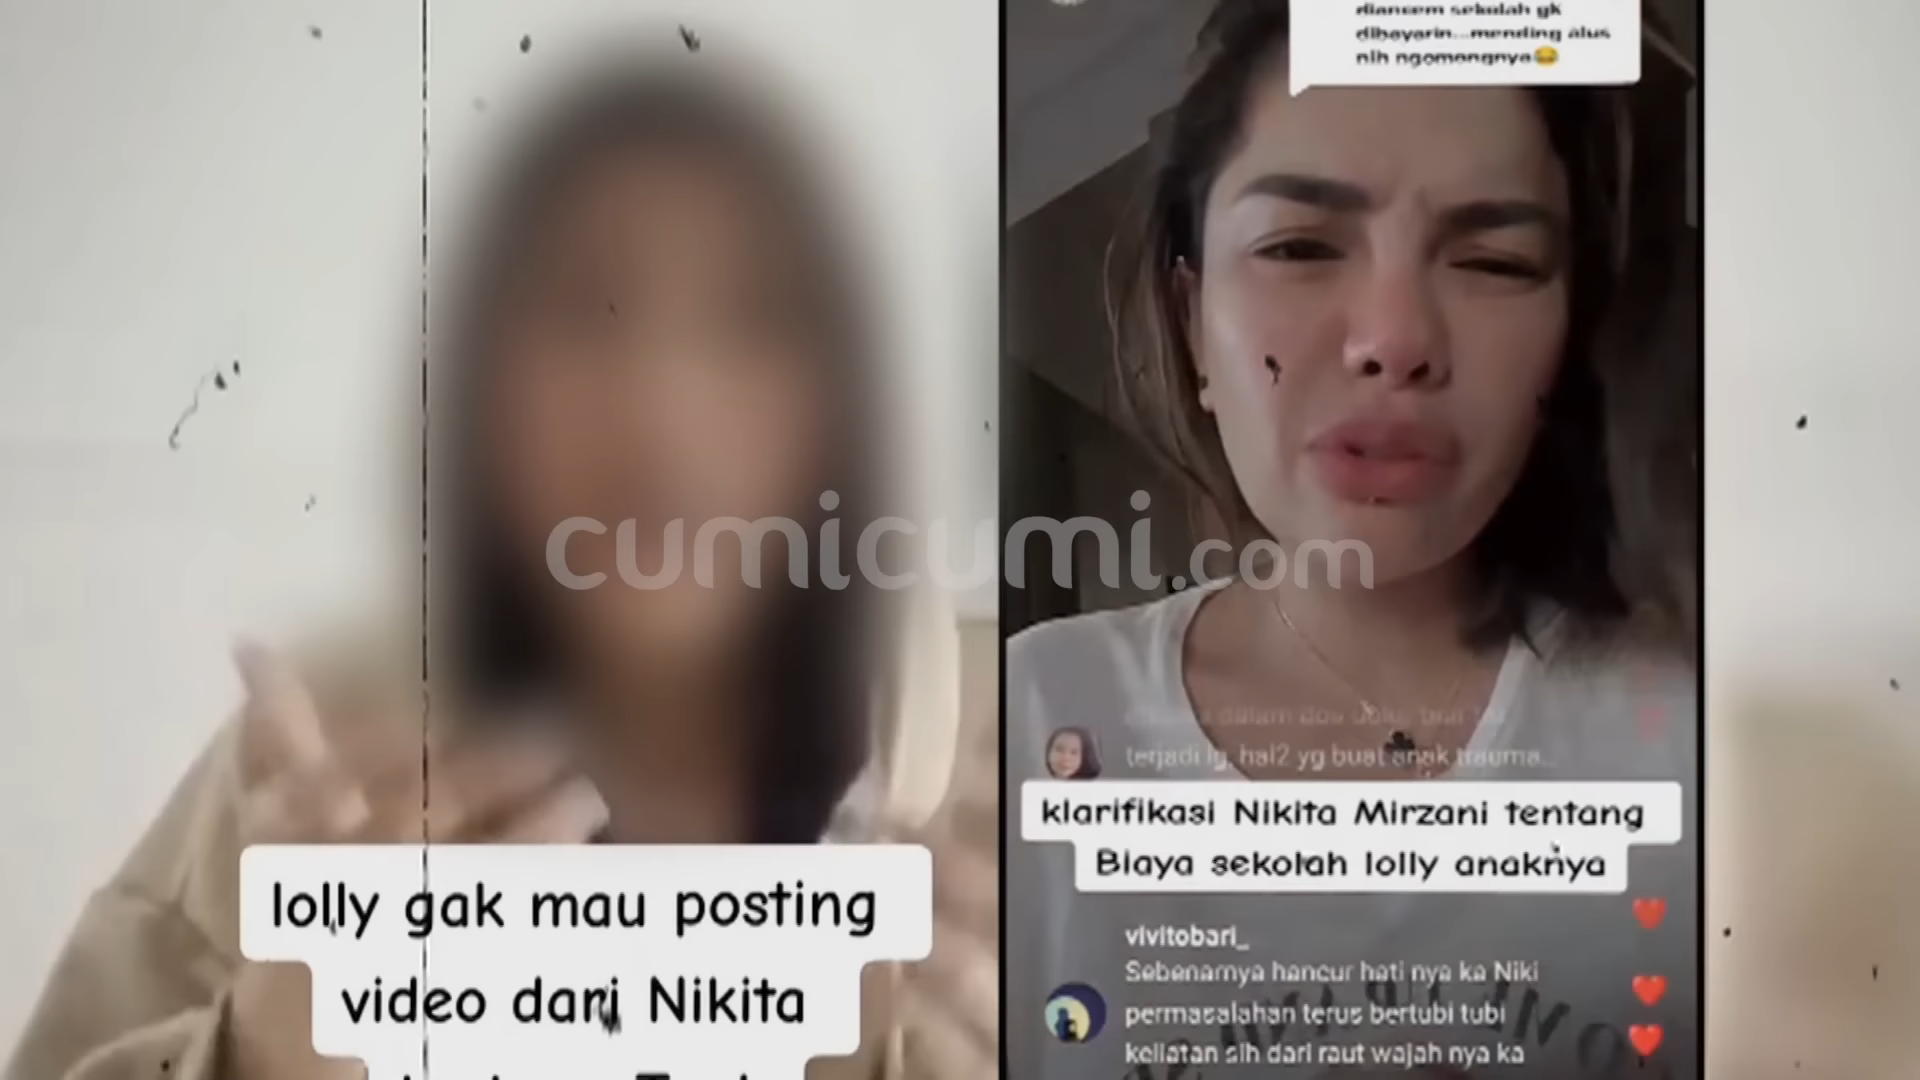 diancem sekolah gk
dibayarin...mending alus
nih ngomongnya😂
cumicumi.com
terjadi lg, hal2 yg buat anak trauma...
klarifikasi Nikita Mirzani tentang
Biaya sekolah lolly anaknya
lolly gak mau posting
video dari Nikita
vivitobari_
Sebenarnya hancur hati nya ka Niki
permasalahan terus bertubi tubi
keliatan sih dari raut wajah nya ka